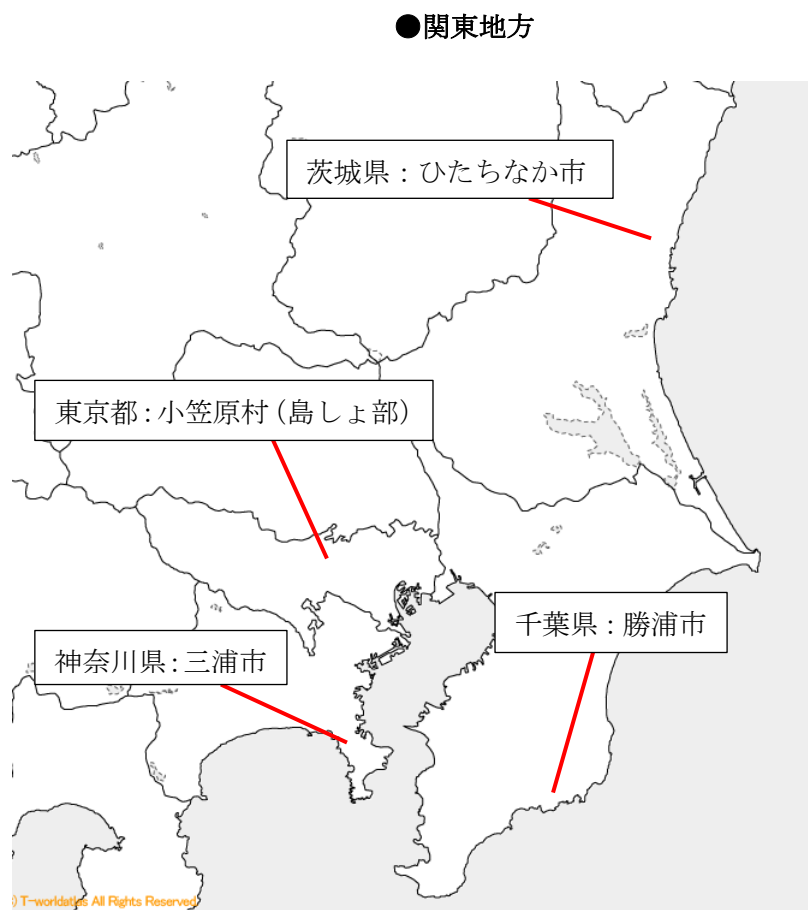 ●関東地方
茨城県：ひたちなか市
東京都：小笠原村（島しょ部）
千葉県：勝浦市
神奈川県：三浦市
T-worldatlas All Rights Reserved